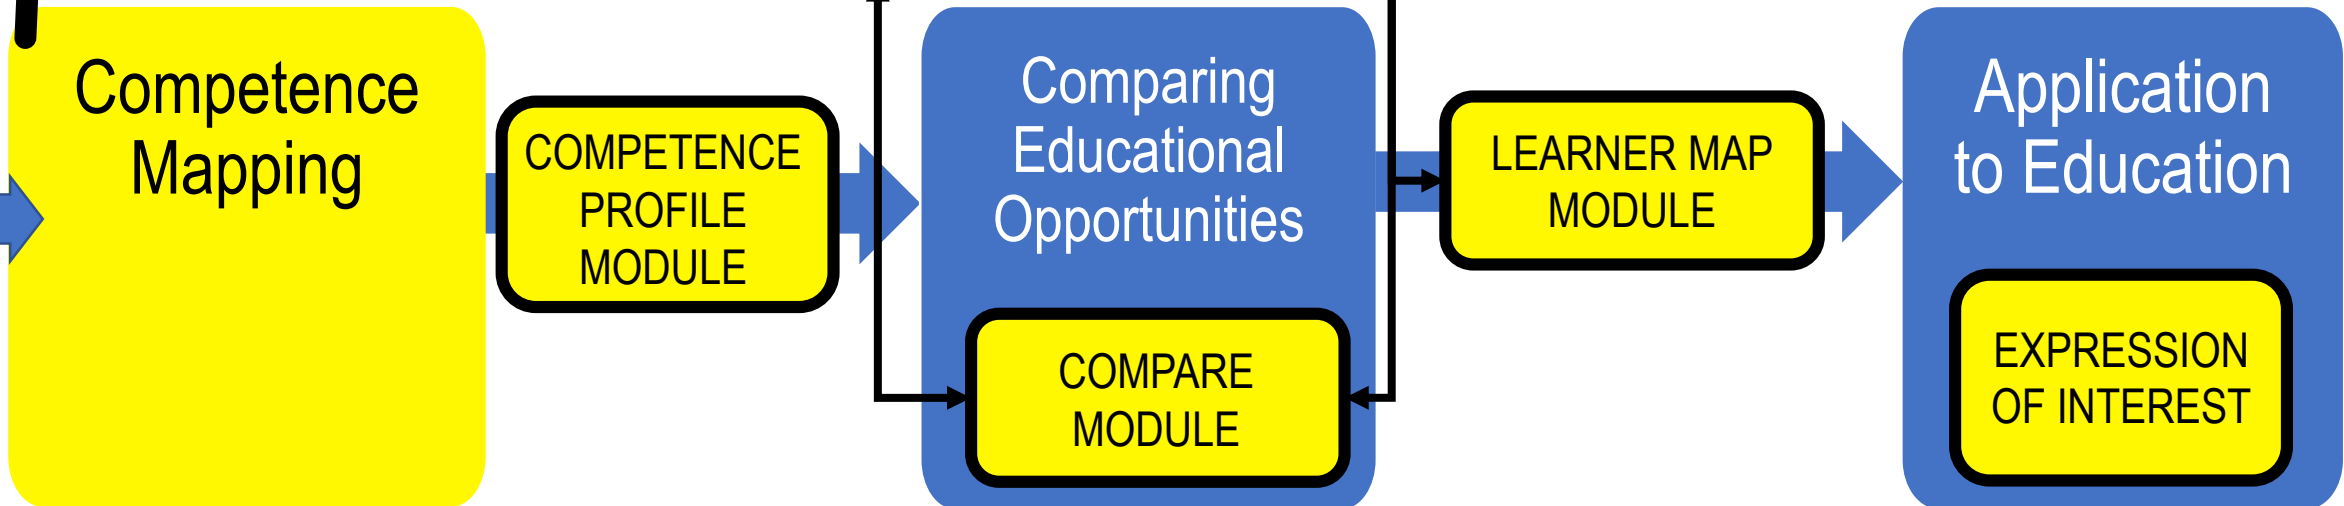 Competence
Mapping
COMPETENCE
PROFILE
MODULE
Comparing
Educational
Opportunities
COMPARE
MODULE
LEARNER MAP
MODULE
Application
to Education
EXPRESSION
OF INTEREST